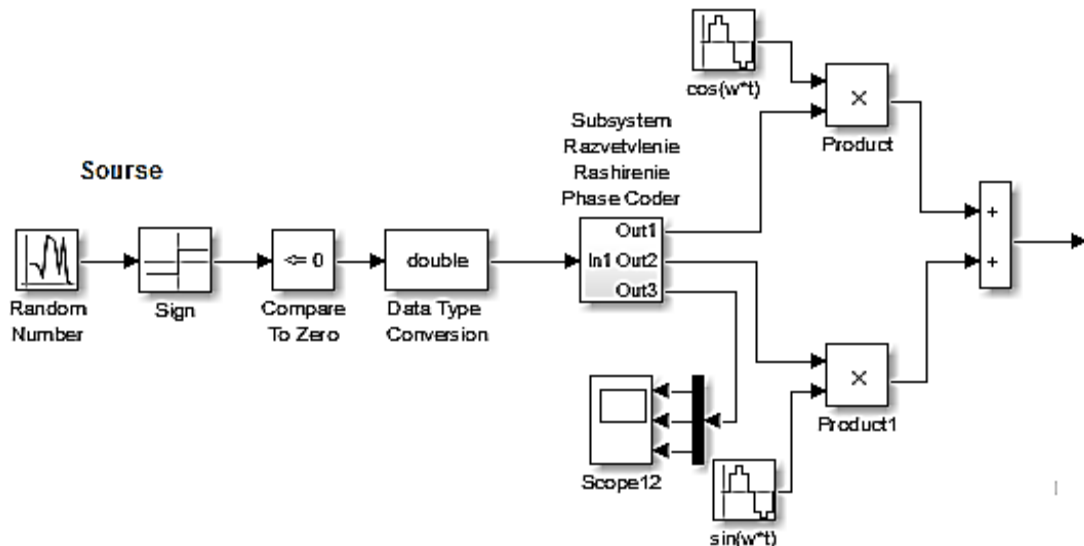 cos(w*t)
×
Product
Subsystem
Razvetvlenie
Rashirenie
Phase Coder
Sourse
Out1
In1 Out2
Out3
+
+
<= 0
double
Random
Number
Sign
Compare
To Zero
Data Type
Conversion
×
Product1
Scope12
sin(w*t)